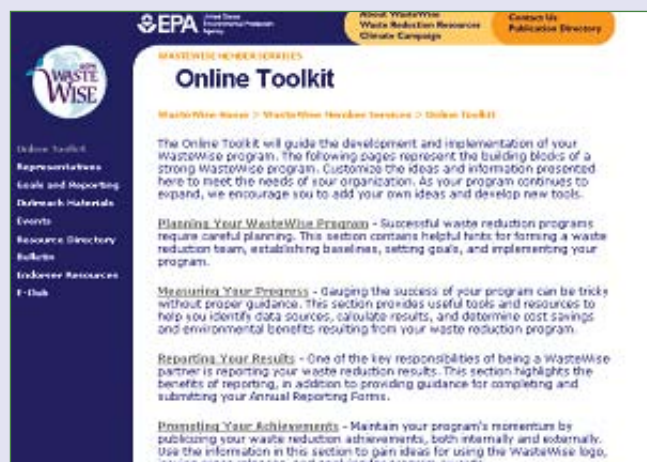 EPA United States
Environmental Protection
Agency
About WasteWise
Waste Reduction Resources
Climate Campaign
Contact Us
Publication Directory
WASTE
WISE
WASTEWISE MEMBER SERVICES
Online Toolkit
WasteWise Home > WasteWise Member Services > Online Toolkit
Online Toolkit
Representatives
Goals and Reporting
Outreach Materials
Events
Resource Directory
Bulletin
Endorser Resources
E-Club
The Online Toolkit will guide the development and implementation of your
WasteWise program. The following pages represent the building blocks of a
strong WasteWise program. Customize the ideas and information presented
here to meet the needs of your organization. As your program continues to
expand, we encourage you to add your own ideas and develop new tools.
Planning Your WasteWise Program - Successful waste reduction programs
require careful planning. This section contains helpful hints for forming a waste
reduction team, establishing baselines, setting goals, and implementing your
program.
Measuring Your Progress - Gauging the success of your program can be tricky
without proper guidance. This section provides useful tools and resources to
help you identify data sources, calculate results, and determine cost savings
and environmental benefits resulting from your waste reduction program.
Reporting Your Results - One of the key responsibilities of being a WasteWise
partner is reporting your waste reduction results. This section highlights the
benefits of reporting, in addition to providing guidance for completing and
submitting your Annual Reporting Forms.
Promoting Your Achievements - Maintain your program's momentum by
publicizing your waste reduction achievements, both internally and externally.
Use the information in this section to gain ideas for using the WasteWise logo,